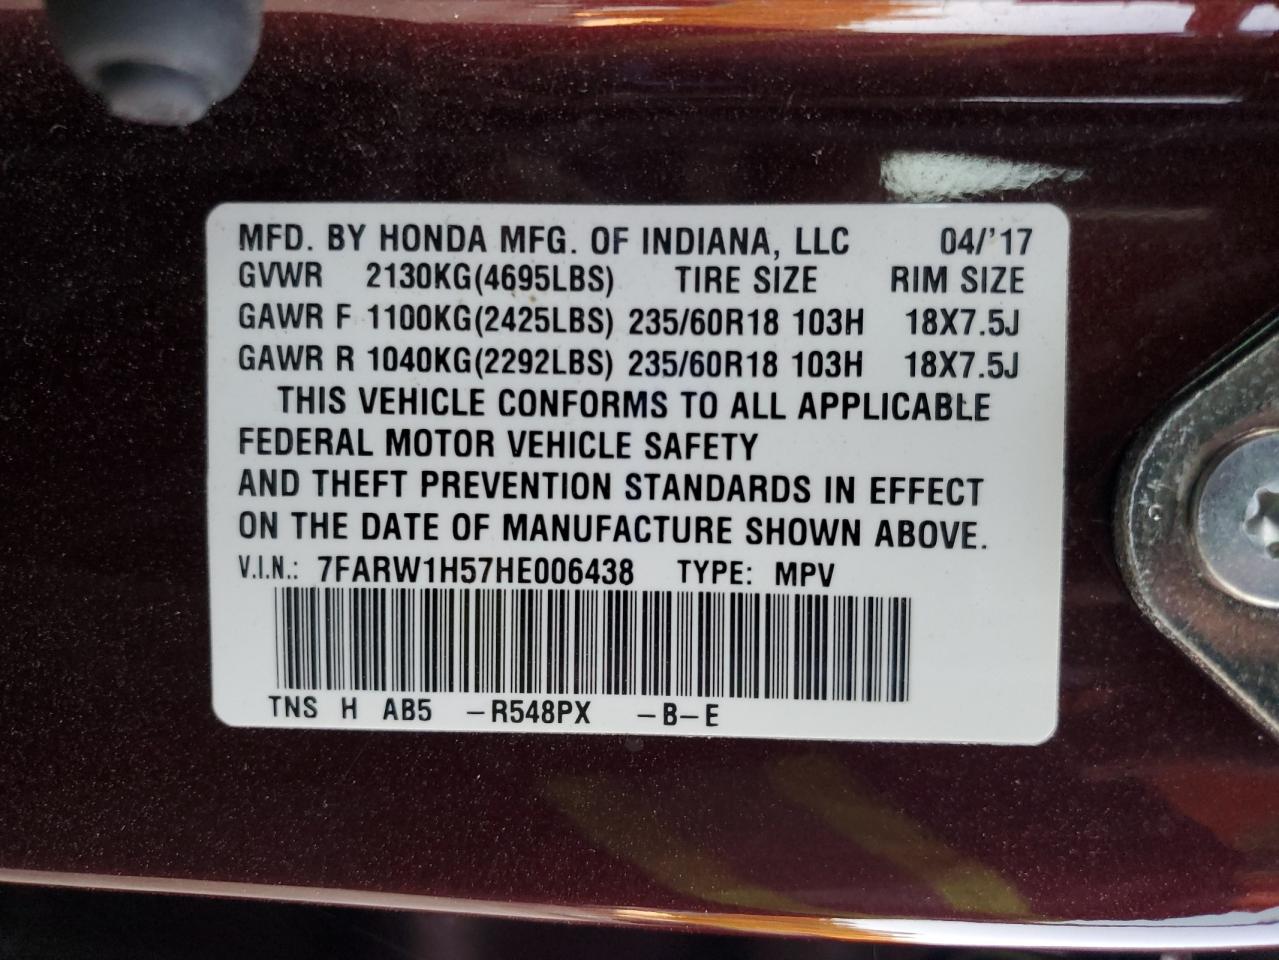 MFD. BY HONDA MFG. OF INDIANA, LLC 04/'17
GVWR 2130KG(4695LBS) TIRE SIZE RIM SIZE
GAWR F 1100KG(2425LBS) 235/60R18 103H 18X7.5J
GAWR R 1040KG(2292LBS) 235/60R18 103H 18X7.5J
THIS VEHICLE CONFORMS TO ALL APPLICABLE
FEDERAL MOTOR VEHICLE SAFETY
AND THEFT PREVENTION STANDARDS IN EFFECT
ON THE DATE OF MANUFACTURE SHOWN ABOVE.
V.I.N.: 7FARW1H57HE006438 TYPE: MPV
TNS H AB5 -R548PX -B-E